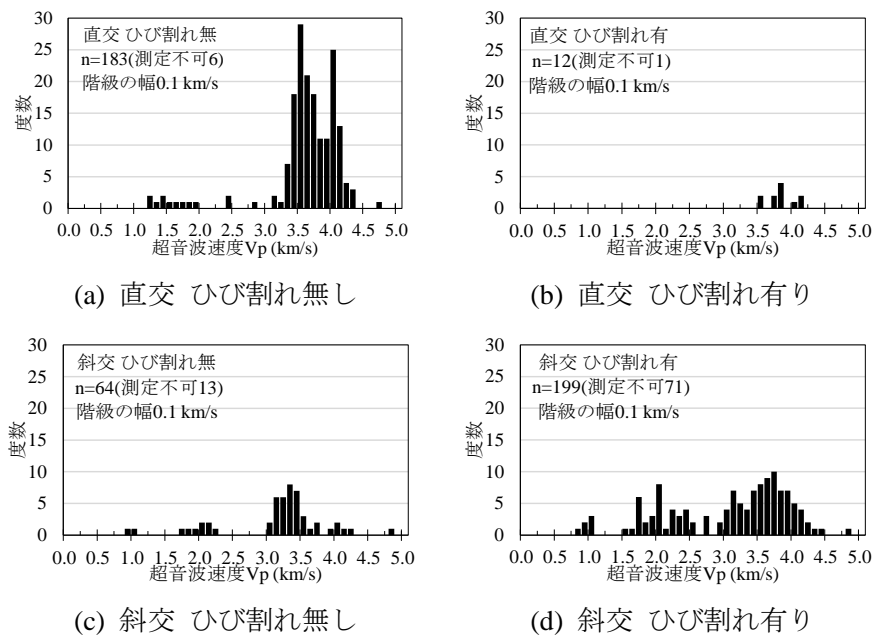 30
25
20
15
10
5
0
度数
直交 ひび割れ無
n=183(測定不可6)
階級の幅0.1 km/s
0.0 0.5 1.0 1.5 2.0 2.5 3.0 3.5 4.0 4.5 5.0
超音波速度Vp (km/s)
(a) 直交 ひび割れ無し
30
25
20
15
10
5
0
度数
直交 ひび割れ有
n=12(測定不可1)
階級の幅0.1 km/s
0.0 0.5 1.0 1.5 2.0 2.5 3.0 3.5 4.0 4.5 5.0
超音波速度Vp (km/s)
(b) 直交 ひび割れ有り
30
25
20
15
10
5
0
度数
斜交 ひび割れ無
n=64(測定不可13)
階級の幅0.1 km/s
0.0 0.5 1.0 1.5 2.0 2.5 3.0 3.5 4.0 4.5 5.0
超音波速度Vp (km/s)
(c) 斜交 ひび割れ無し
30
25
20
15
10
5
0
度数
斜交 ひび割れ有
n=199(測定不可71)
階級の幅0.1 km/s
0.0 0.5 1.0 1.5 2.0 2.5 3.0 3.5 4.0 4.5 5.0
超音波速度Vp (km/s)
(d) 斜交 ひび割れ有り